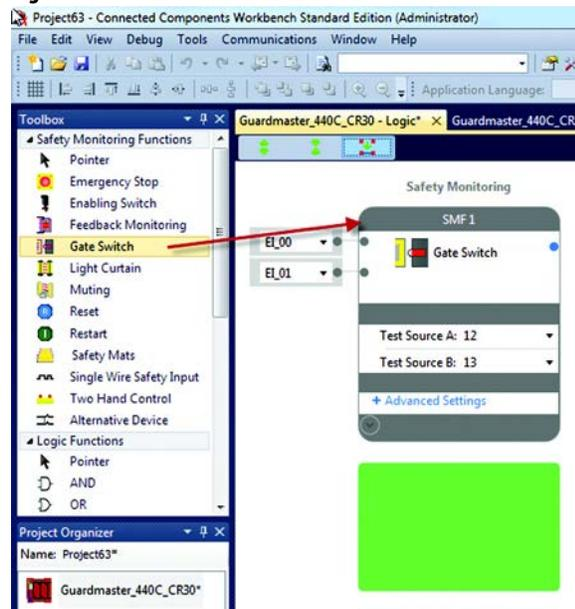 Project63 - Connected Components Workbench Standard Edition (Administrator)
File Edit View Debug Tools Communications Window Help
Application Language:
Toolbox
Guardmaster_440C_CR30 - Logic*
Guardmaster_440C_CR
Safety Monitoring Functions
Pointer
Emergency Stop
Enabling Switch
Feedback Monitoring
Gate Switch
Light Curtain
Muting
Reset
Restart
Safety Mats
Single Wire Safety Input
Two Hand Control
Alternative Device
Logic Functions
Pointer
AND
OR
Safety Monitoring
SMF 1
EI_00
Gate Switch
EI_01
Test Source A: 12
Test Source B: 13
+ Advanced Settings
Project Organizer
Name: Project63*
Guardmaster_440C_CR30*